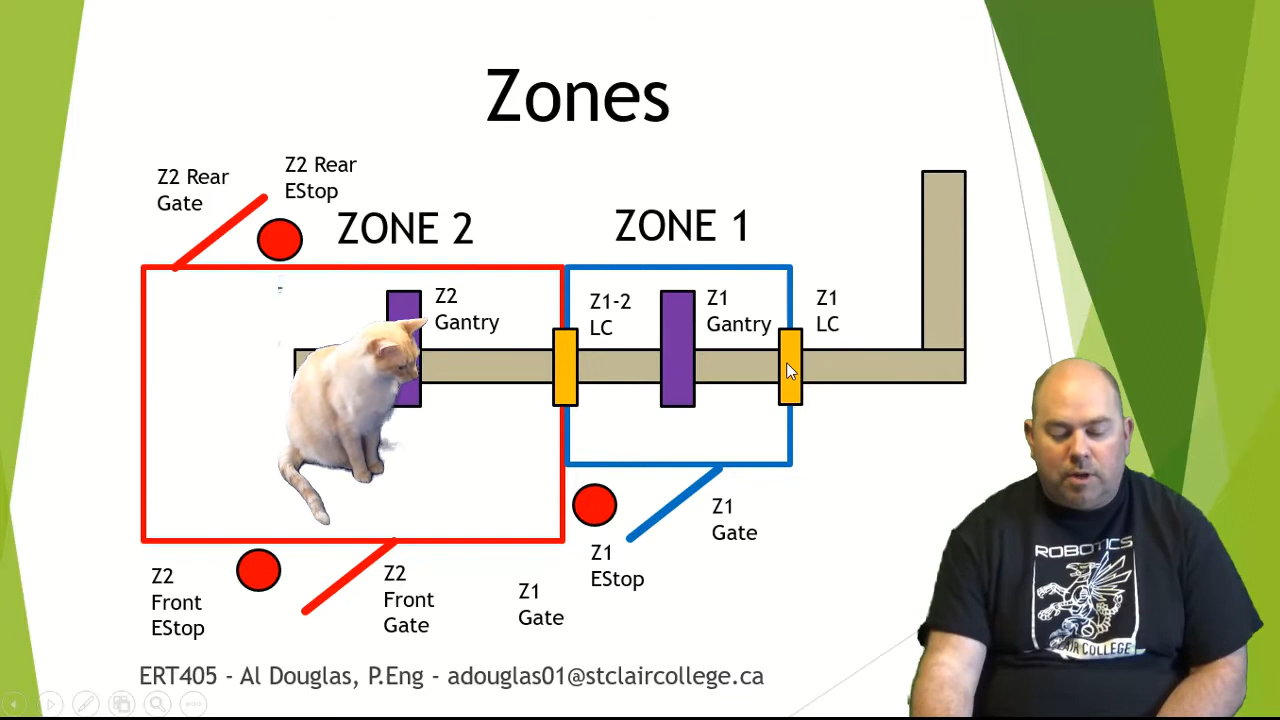 Zones
Z2 Rear
EStop
Z2 Rear
Gate
ZONE 2
ZONE 1
Z2
Gantry
Z1-2
LC
Z1
Gantry
Z1
LC
Z1
Gate
Z1
EStop
Z2
Front
EStop
Z2
Front
Gate
Z1
Gate
ROBOTICS
AIR COLLEGE
ERT405 - Al Douglas, P.Eng - adouglas01@stclaircollege.ca